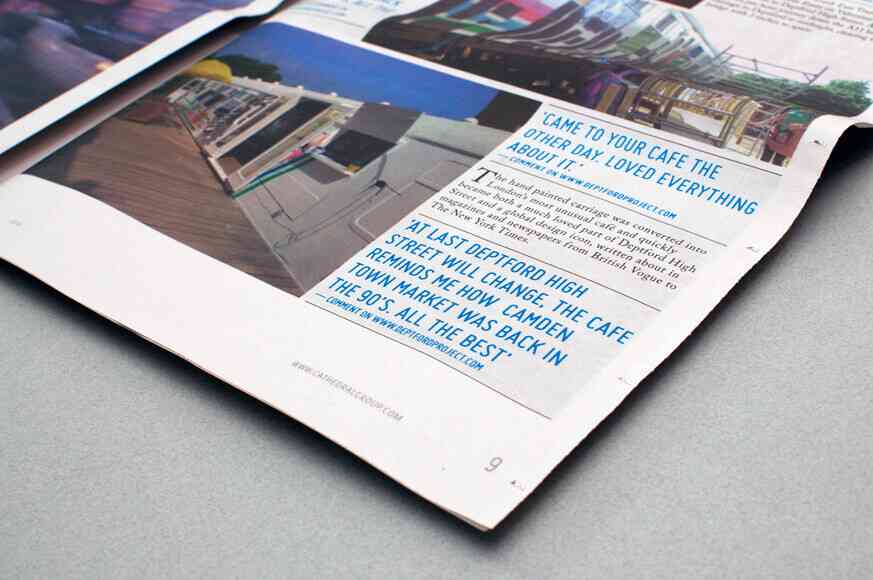 'CAME TO YOUR CAFE THE
OTHER DAY. LOVED EVERYTHING
ABOUT IT.'
— COMMENT ON WWW.DEPTFORDPROJECT.COM
The hand painted carriage was converted into
London's most unusual café and quickly
became both a much loved part of Deptford High
Street and a global design icon, written about in
magazines and newspapers from British Vogue to
The New York Times.
'AT LAST DEPTFORD HIGH
STREET WILL CHANGE, THE CAFE
REMINDS ME HOW CAMDEN
TOWN MARKET WAS BACK IN
THE 90'S. ALL THE BEST'
— COMMENT ON WWW.DEPTFORDPROJECT.COM
WWW.CATHEDRALGROUP.COM
9